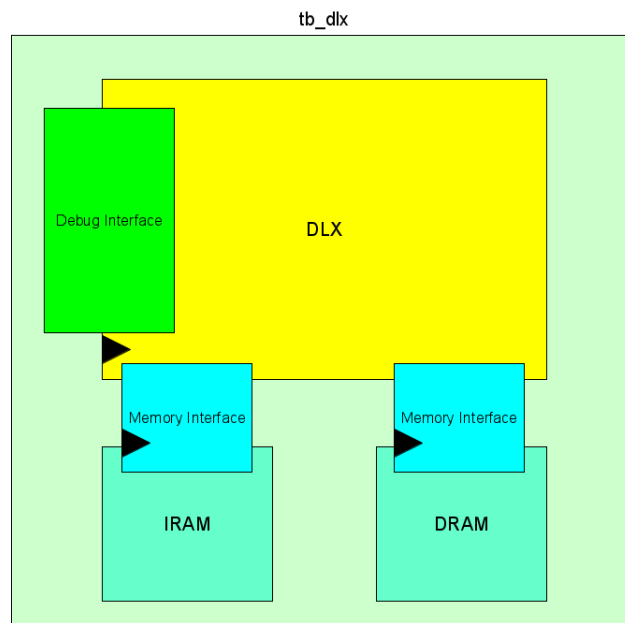 tb_dlx
Debug Interface
DLX
Memory Interface
Memory Interface
IRAM
DRAM